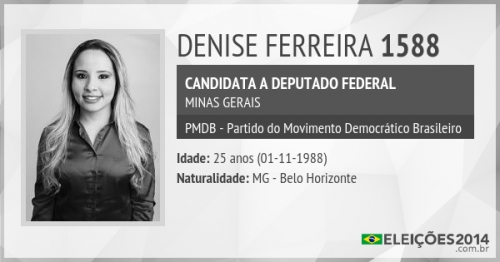 DENISE FERREIRA 1588
CANDIDATA A DEPUTADO FEDERAL
MINAS GERAIS
PMDB - Partido do Movimento Democrático Brasileiro
Idade: 25 anos (01-11-1988)
Naturalidade: MG - Belo Horizonte
ELEIÇÕES2014
.com.br